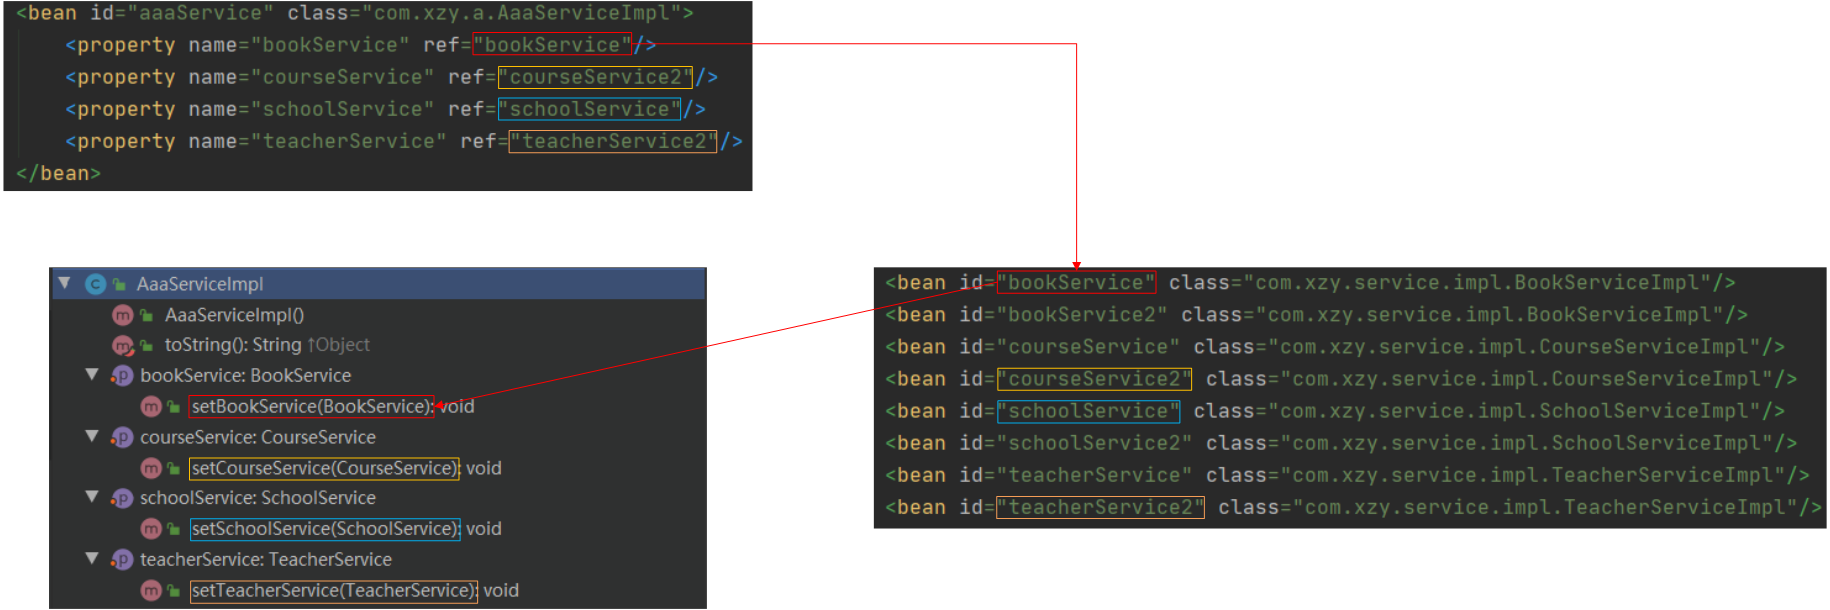 <bean id="aaaService" class="com.xzy.a.AaaServiceImpl">
<property name="bookService" ref="bookService"/>
<property name="courseService" ref="courseService2"/>
<property name="schoolService" ref="schoolService"/>
<property name="teacherService" ref="teacherService2"/>
</bean>
AaaServiceImpl
AaaServiceImpl()
toString(): String ↑Object
bookService: BookService
setBookService(BookService): void
courseService: CourseService
setCourseService(CourseService): void
schoolService: SchoolService
setSchoolService(SchoolService): void
teacherService: TeacherService
setTeacherService(TeacherService): void
<bean id="bookService" class="com.xzy.service.impl.BookServiceImpl"/>
<bean id="bookService2" class="com.xzy.service.impl.BookServiceImpl"/>
<bean id="courseService" class="com.xzy.service.impl.CourseServiceImpl"/>
<bean id="courseService2" class="com.xzy.service.impl.CourseServiceImpl"/>
<bean id="schoolService" class="com.xzy.service.impl.SchoolServiceImpl"/>
<bean id="schoolService2" class="com.xzy.service.impl.SchoolServiceImpl"/>
<bean id="teacherService" class="com.xzy.service.impl.TeacherServiceImpl"/>
<bean id="teacherService2" class="com.xzy.service.impl.TeacherServiceImpl"/>